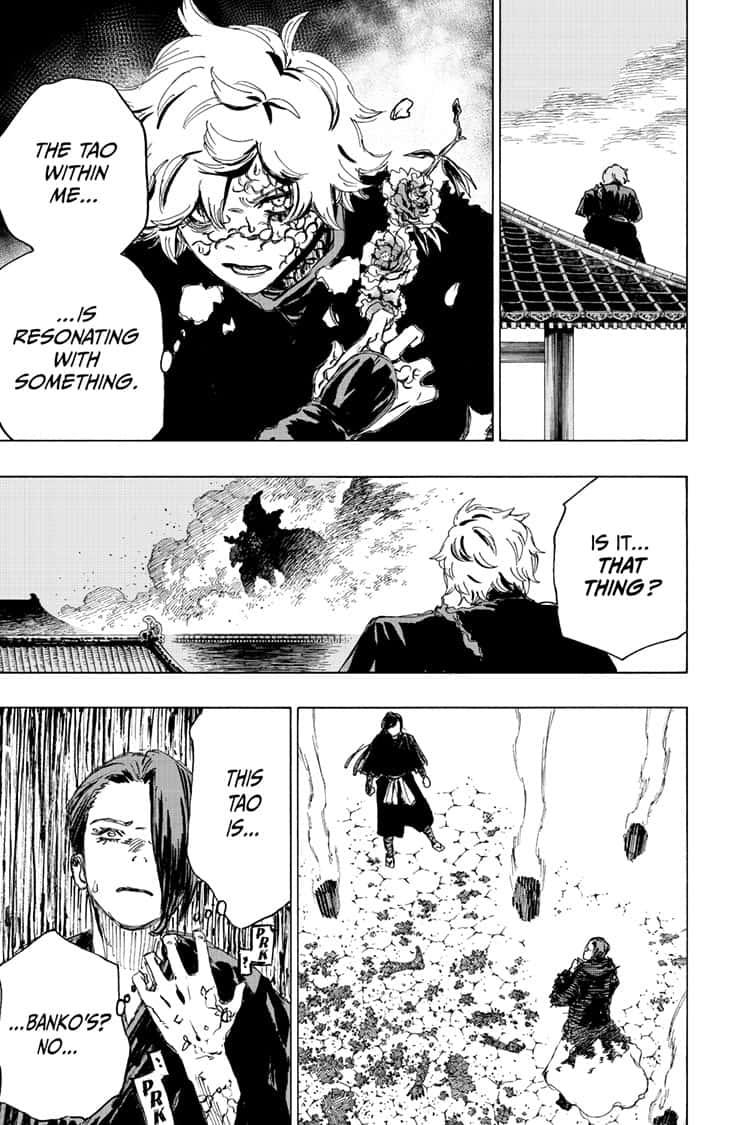 THE TAO
WITHIN
ME...
...IS
RESONATING
WITH
SOMETHING.
IS IT...
THAT
THING?
THIS
TAO
IS...
PRK
?
...BANKO'S?
NO...
PRK